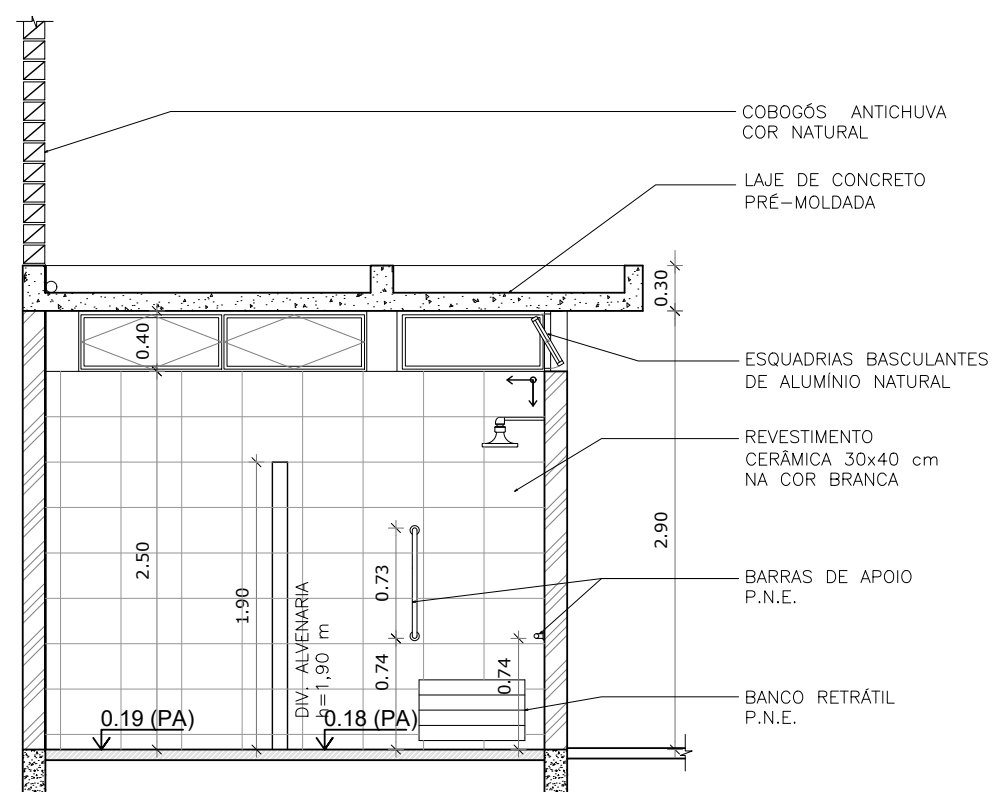 COBOGÓS ANTICHUVA
COR NATURAL
LAJE DE CONCRETO
PRÉ-MOLDADA
0.30
0.40
ESQUADRIAS BASCULANTES
DE ALUMÍNIO NATURAL
REVESTIMENTO
CERÂMICA 30x40 cm
NA COR BRANCA
2.90
2.50
1.90
DIV. ALVENARIA
h=1,90 m
0.73
0.74
0.74
BARRAS DE APOIO
P.N.E.
BANCO RETRÁTIL
P.N.E.
0.19 (PA)
0.18 (PA)